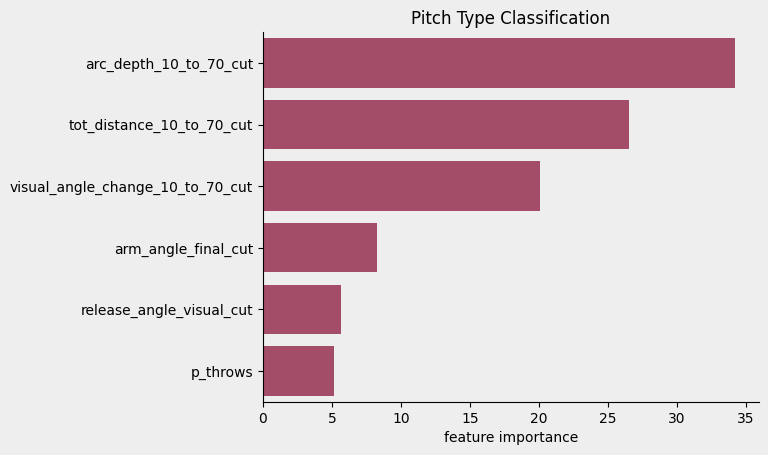 Pitch Type Classification
arc_depth_10_to_70_cut
tot_distance_10_to_70_cut
visual_angle_change_10_to_70_cut
arm_angle_final_cut
release_angle_visual_cut
p_throws
0 5 10 15 20 25 30 35
feature importance